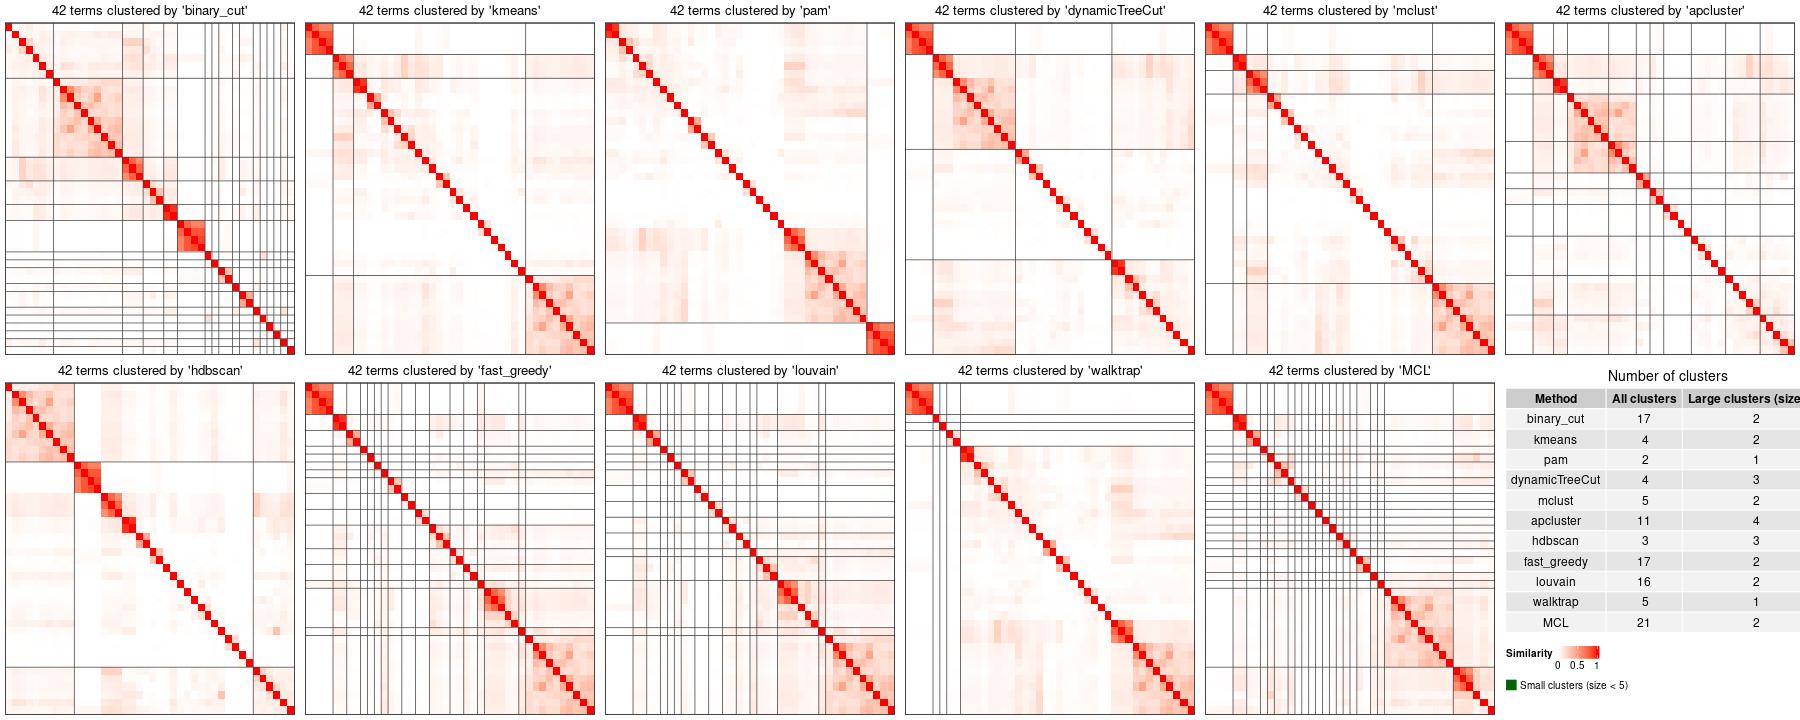 42 terms clustered by 'binary_cut'
42 terms clustered by 'kmeans'
42 terms clustered by 'pam'
42 terms clustered by 'dynamicTreeCut'
42 terms clustered by 'mclust'
42 terms clustered by 'apcluster'
42 terms clustered by 'hdbscan'
42 terms clustered by 'fast_greedy'
42 terms clustered by 'louvain'
42 terms clustered by 'walktrap'
42 terms clustered by 'MCL'
Number of clusters
Method All clusters Large clusters (size
binary_cut 17 2
kmeans 4 2
pam 2 1
dynamicTreeCut 4 3
mclust 5 2
apcluster 11 4
hdbscan 3 3
fast_greedy 17 2
louvain 16 2
walktrap 5 1
MCL 21 2
Similarity
0 0.5 1
Small clusters (size < 5)